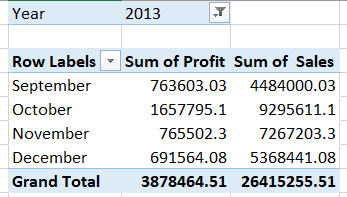 Year 2013
Row Labels Sum of Profit Sum of Sales
September 763603.03 4484000.03
October 1657795.1 9295611.1
November 765502.3 7267203.3
December 691564.08 5368441.08
Grand Total 3878464.51 26415255.51